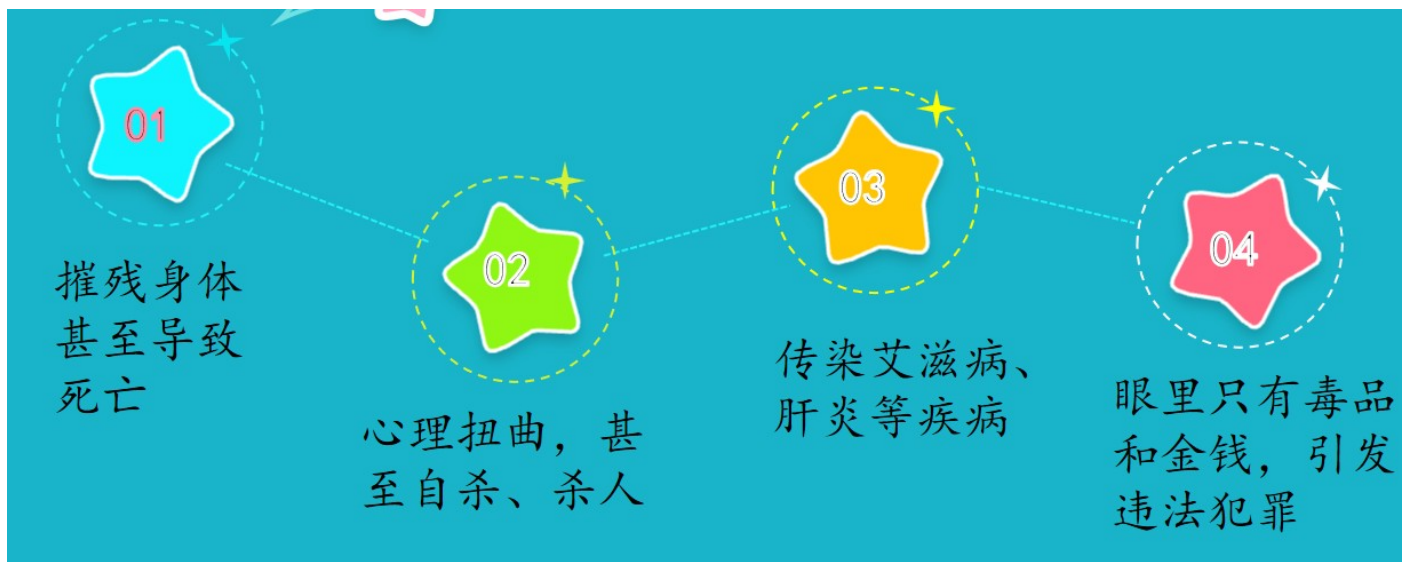 01
摧残身体
甚至导致
死亡
02
心理扭曲，甚
至自杀、杀人
03
传染艾滋病、
肝炎等疾病
04
眼里只有毒品
和金钱，引发
违法犯罪